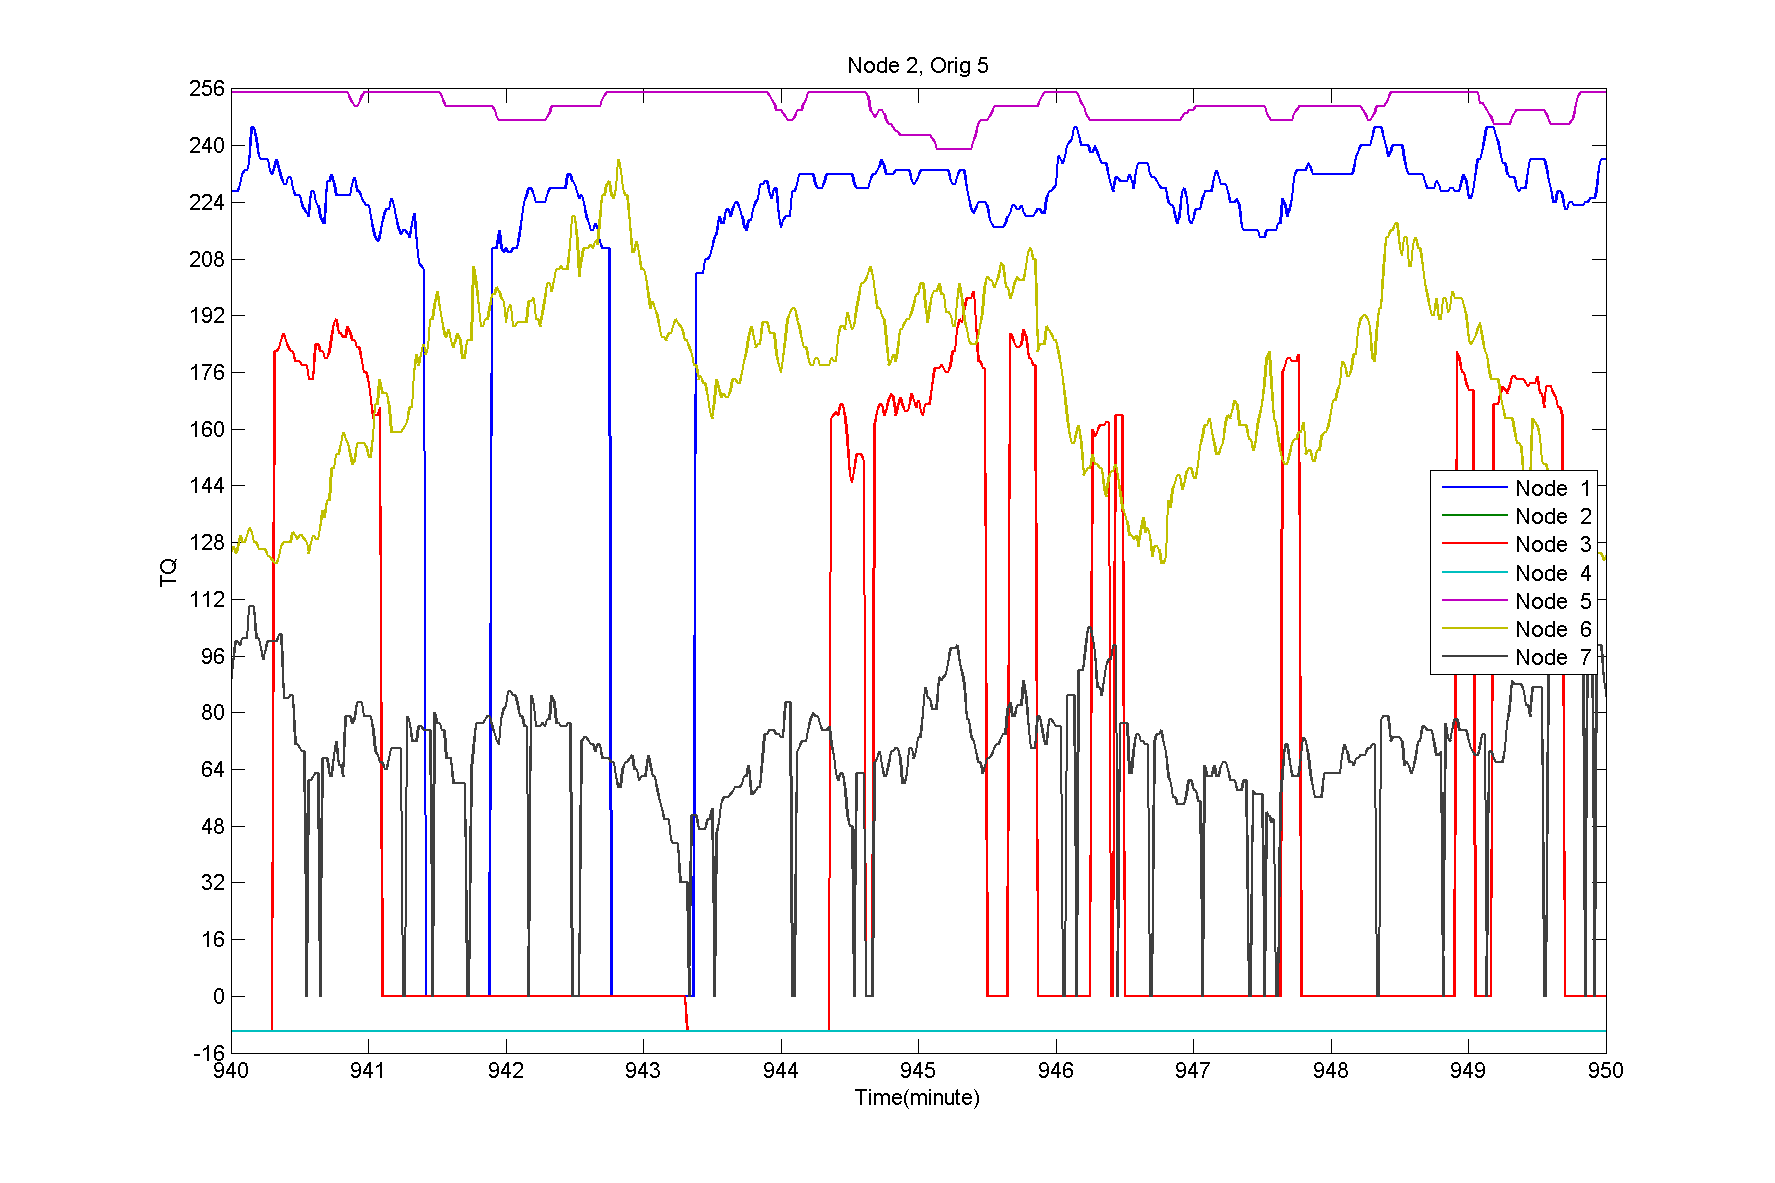 Node 2, Orig 5
256
240
224
208
192
176
160
144
128
112
96
80
64
48
32
16
0
-16
TQ
940 941 942 943 944 945 946 947 948 949 950
Time(minute)
Node 1
Node 2
Node 3
Node 4
Node 5
Node 6
Node 7